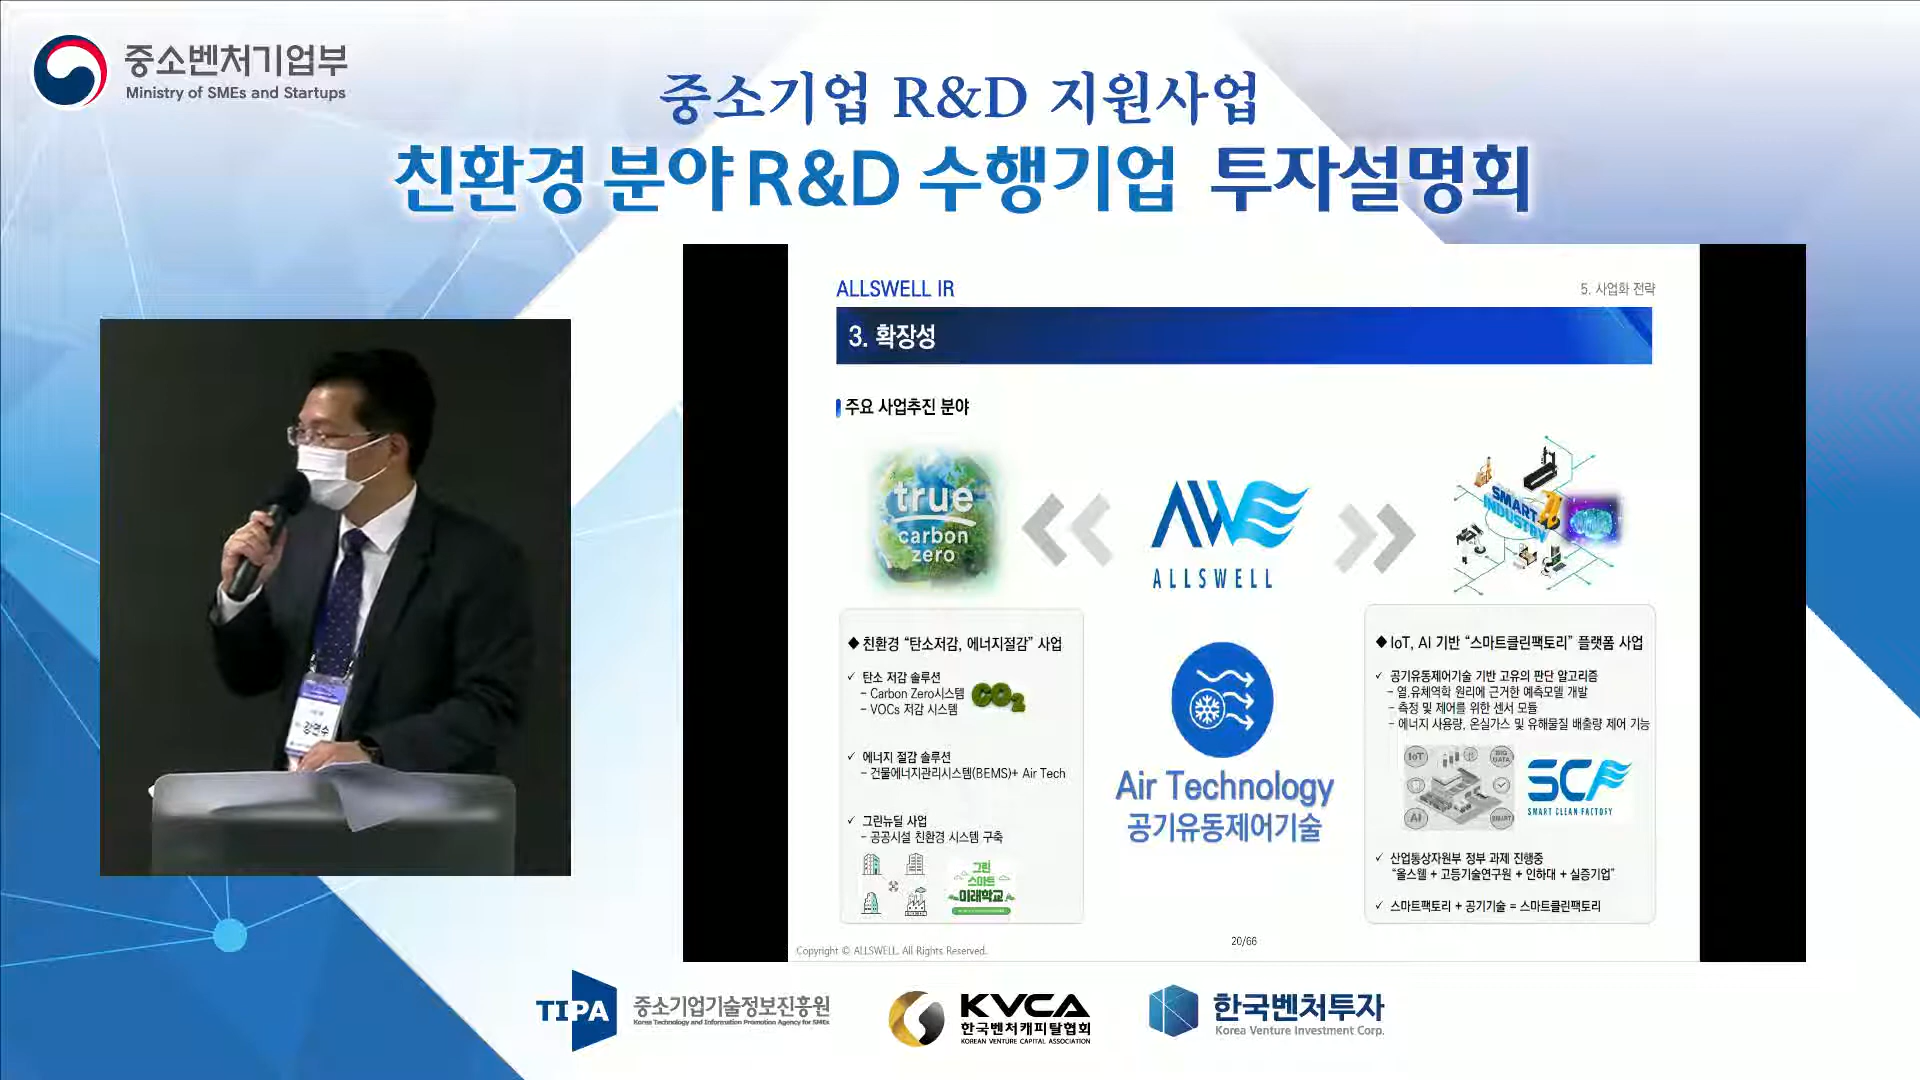 중소벤처기업부
Ministry of SMEs and Startups
중소기업 R&D 지원사업
친환경 분야 R&D 수행기업 투자설명회
ALLSWELL IR
5. 사업화 전략
3. 확장성
주요 사업추진 분야
true
carbon
zero
ALLSWELL
SMART
INDUSTRY
◆ 친환경 “탄소저감, 에너지절감” 사업
✓ 탄소 저감 솔루션
- Carbon Zero시스템
- VOCs 저감 시스템
CO2
✓ 에너지 절감 솔루션
- 건물에너지관리시스템(BEMS)+ Air Tech
✓ 그린뉴딜 사업
- 공공시설 친환경 시스템 구축
그린
스마트
미래학교
Air Technology
공기유동제어기술
◆ IoT, AI 기반 “스마트클린팩토리” 플랫폼 사업
✓ 공기유동제어기술 기반 고유의 판단 알고리즘
- 열.유체역학 원리에 근거한 예측모델 개발
- 측정 및 제어를 위한 센서 모듈
- 에너지 사용량, 온실가스 및 유해물질 배출량 제어 기능
IoT
BIG
DATA
AI
SMART
SCF
SMART CLEAN FACTORY
✓ 산업통상자원부 정부 과제 진행중
“올스웰 + 고등기술연구원 + 인하대 + 실증기업”
✓ 스마트팩토리 + 공기기술 = 스마트클린팩토리
20/66
Copyright © ALLSWELL. All Rights Reserved.
강연수
TIPA 중소기업기술정보진흥원
Korea Technology and Information Promotion Agency for SMEs
KVCA
한국벤처캐피탈협회
KOREAN VENTURE CAPITAL ASSOCIATION
한국벤처투자
Korea Venture Investment Corp.